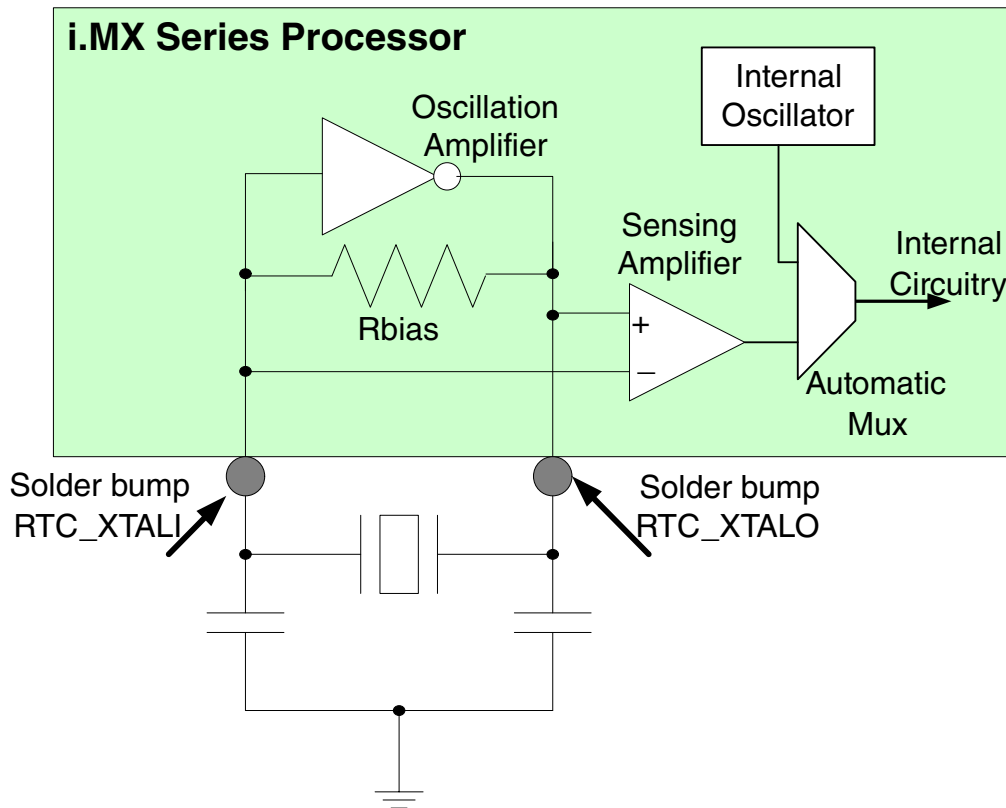 i.MX Series Processor
Internal
Oscillator
Oscillation
Amplifier
Sensing
Amplifier
Internal
Circuitry
Rbias
+
–
Automatic
Mux
Solder bump
RTC_XTALI
Solder bump
RTC_XTALO